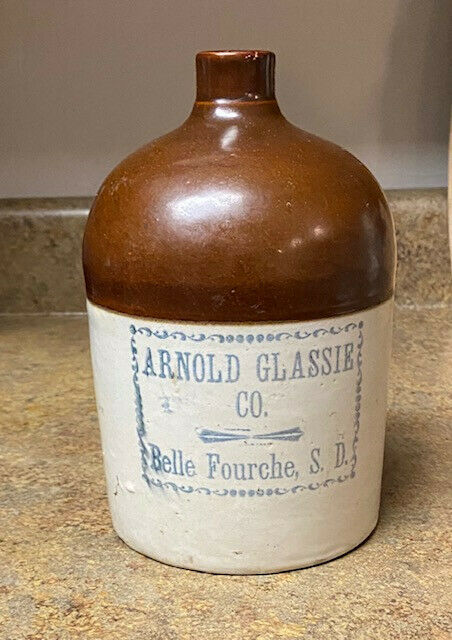 ARNOLD GLASSIE
CO.
Belle Fourche, S. D.